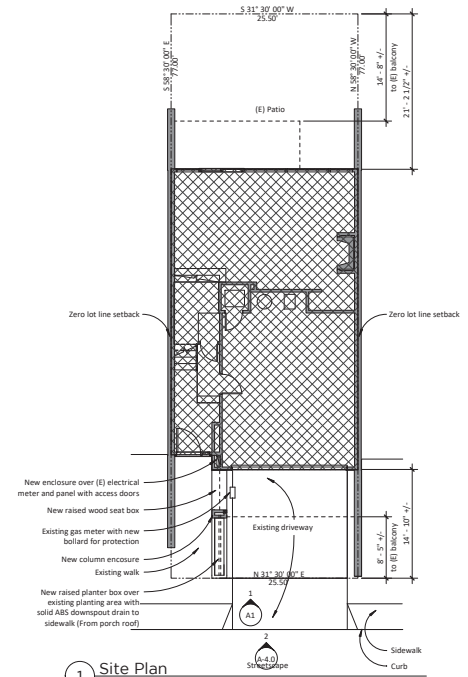 S 31° 30' 00" W
25.50'
S 58° 30' 00" E
77.00'
N 58° 30' 00" W
77.00'
14' - 8" +/-
to (E) balcony
21' - 2 1/2" +/-
(E) Patio
Zero lot line setback
Zero lot line setback
New enclosure over (E) electrical
meter and panel with access doors
New raised wood seat box
Existing gas meter with new
bollard for protection
New column encosure
Existing walk
New raised planter box over
existing planting area with
solid ABS downspout drain to
sidewalk (From porch roof)
Existing driveway
8' - 5" +/-
to (E) balcony
14' - 10" +/-
N 31° 30' 00" E
25.50'
1
A1
2
A-4.0
Streetscape
Sidewalk
Curb
1
Site Plan